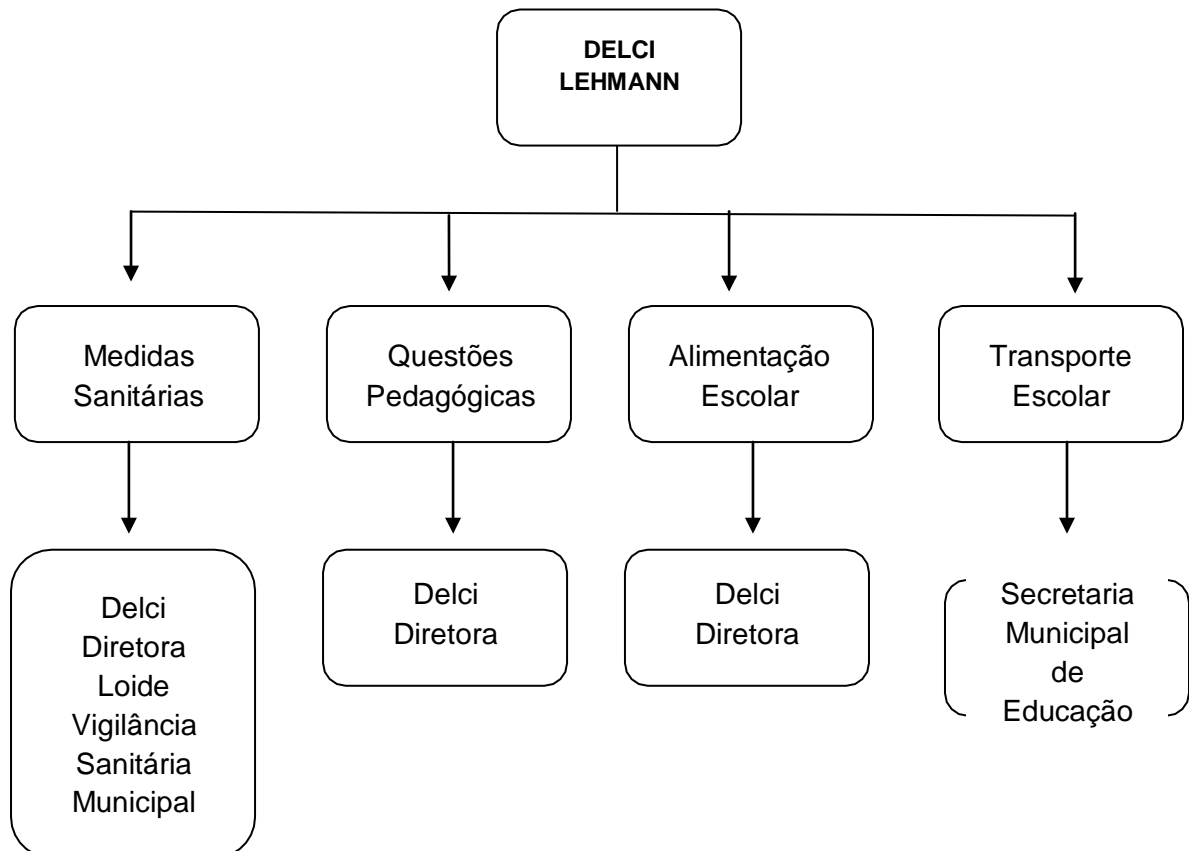 DELCI
LEHMANN
Medidas
Sanitárias
Questões
Pedagógicas
Alimentação
Escolar
Transporte
Escolar
Delci
Diretora
Loide
Vigilância
Sanitária
Municipal
Delci
Diretora
Delci
Diretora
Secretaria
Municipal
de
Educação